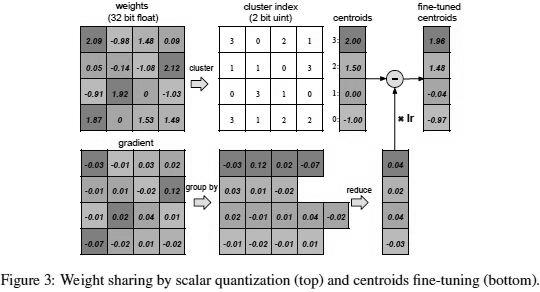 weights cluster index centroids fine-tuned
(32 bit float) (2 bit uint) centroids
2.09 -0.98 1.48 0.09 3 0 2 1 3: 2.00 1.96
0.05 -0.14 -1.08 2.12 cluster 1 1 0 3 2: 1.50 1.48
-0.91 1.92 0 -1.03 0 3 1 0 1: 0.00 -0.04
1.87 0 1.53 1.49 3 1 2 2 0: -1.00 -0.97
× lr
gradient
-0.03 -0.01 0.03 0.02 -0.03 0.12 0.02 -0.07 0.04
-0.01 0.01 -0.02 0.12 group by 0.03 0.01 -0.02 reduce 0.02
-0.01 0.02 0.04 0.01 0.02 -0.01 0.01 0.04 -0.02 0.04
-0.07 -0.02 0.01 -0.02 -0.01 -0.02 -0.01 0.01 -0.03
Figure 3: Weight sharing by scalar quantization (top) and centroids fine-tuning (bottom).